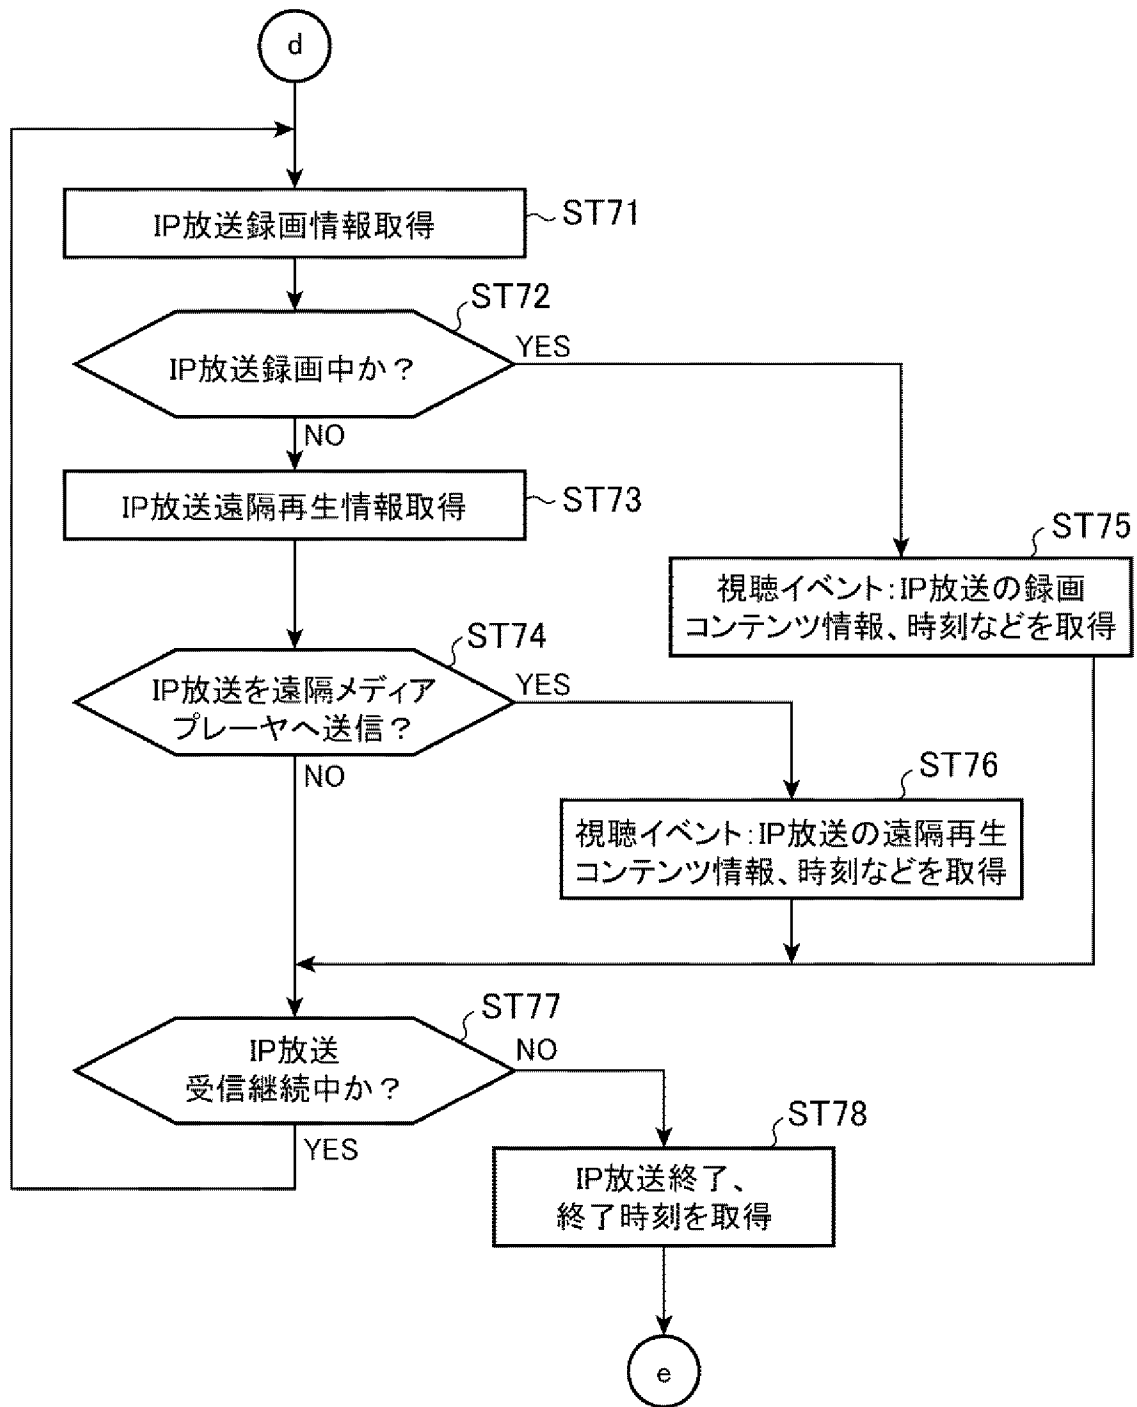 d
IP放送録画情報取得
ST71
ST72
IP放送録画中か？
YES
NO
IP放送遠隔再生情報取得
ST73
ST75
視聴イベント:IP放送の録画
コンテンツ情報、時刻などを取得
ST74
IP放送を遠隔メディア
プレーヤへ送信？
YES
NO
ST76
視聴イベント:IP放送の遠隔再生
コンテンツ情報、時刻などを取得
ST77
IP放送
受信継続中か？
NO
YES
ST78
IP放送終了、
終了時刻を取得
e